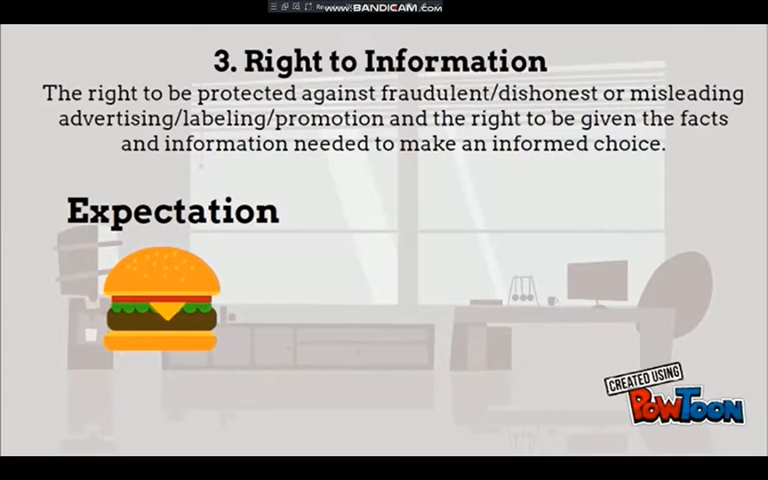 www.BANDICAM.COM
3. Right to Information
The right to be protected against fraudulent/dishonest or misleading
advertising/labeling/promotion and the right to be given the facts
and information needed to make an informed choice.
Expectation
CREATED USING
POWTOON